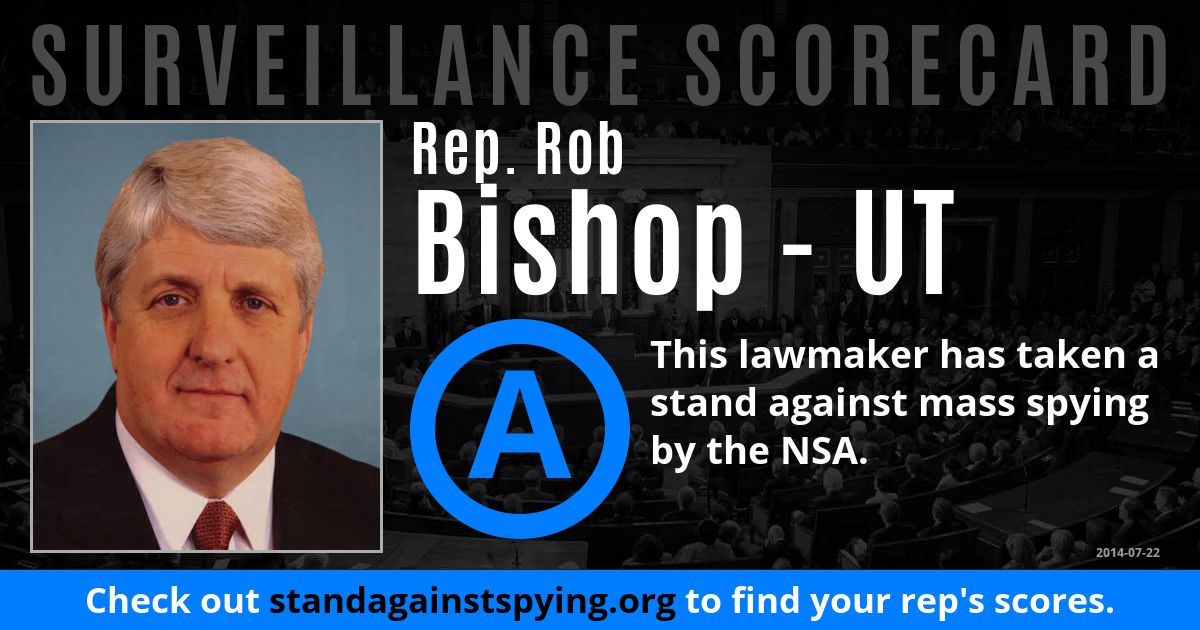 SURVEILLANCE SCORECARD
Rep. Rob
Bishop - UT
A
This lawmaker has taken a
stand against mass spying
by the NSA.
2014-07-22
Check out standagainstspying.org to find your rep's scores.